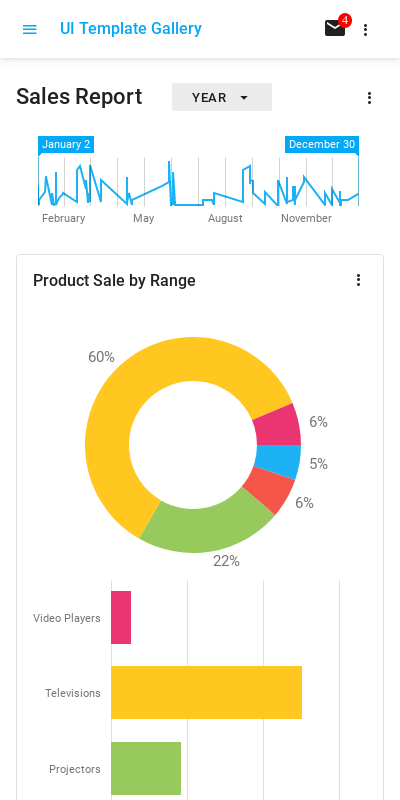 UI Template Gallery
4
Sales Report
YEAR
January 2
December 30
February May August November
Product Sale by Range
60%
6%
5%
6%
22%
Video Players
Televisions
Projectors